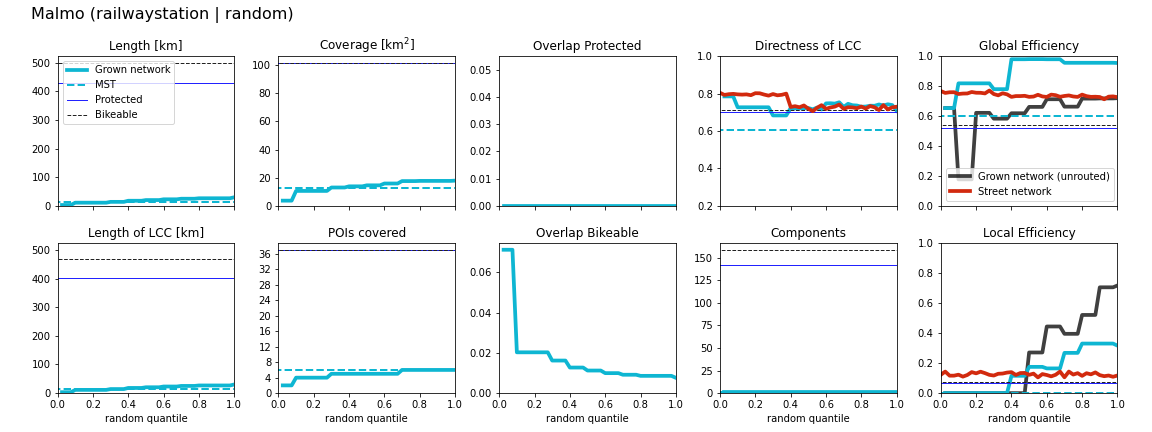 Malmo (railwaystation | random)
Length [km]
500
400
300
200
100
0
Grown network
MST
Protected
Bikeable
Coverage [km²]
100
80
60
40
20
0
Overlap Protected
0.05
0.04
0.03
0.02
0.01
0.00
Directness of LCC
1.0
0.8
0.6
0.4
0.2
Global Efficiency
1.0
0.8
0.6
0.4
0.2
0.0
Grown network (unrouted)
Street network
Length of LCC [km]
500
400
300
200
100
0
0.0 0.2 0.4 0.6 0.8 1.0
random quantile
POIs covered
36
32
28
24
20
16
12
8
4
0
0.0 0.2 0.4 0.6 0.8 1.0
random quantile
Overlap Bikeable
0.06
0.04
0.02
0.00
0.0 0.2 0.4 0.6 0.8 1.0
random quantile
Components
150
125
100
75
50
25
0
0.0 0.2 0.4 0.6 0.8 1.0
random quantile
Local Efficiency
1.0
0.8
0.6
0.4
0.2
0.0
0.0 0.2 0.4 0.6 0.8 1.0
random quantile